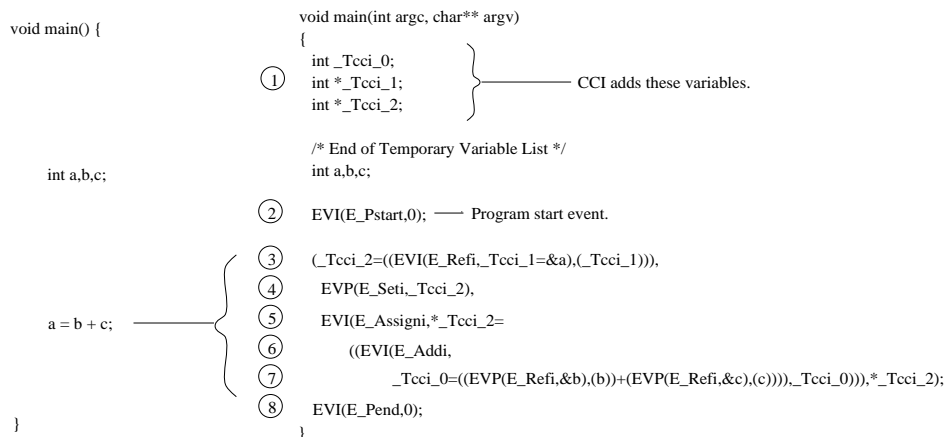 void main() {
int a,b,c;
a = b + c;
}
void main(int argc, char** argv)
{
int _Tcci_0;
1
int *_Tcci_1;
CCI adds these variables.
int *_Tcci_2;
/* End of Temporary Variable List */
int a,b,c;
2
EVI(E_Pstart,0);
Program start event.
3
(_Tcci_2=((EVI(E_Refi,_Tcci_1=&a),(_Tcci_1))),
4
EVP(E_Seti,_Tcci_2),
5
EVI(E_Assigni,*_Tcci_2=
6
((EVI(E_Addi,
7
_Tcci_0=((EVP(E_Refi,&b),(b))+(EVP(E_Refi,&c),(c)))),_Tcci_0))),*_Tcci_2);
8
EVI(E_Pend,0);
}